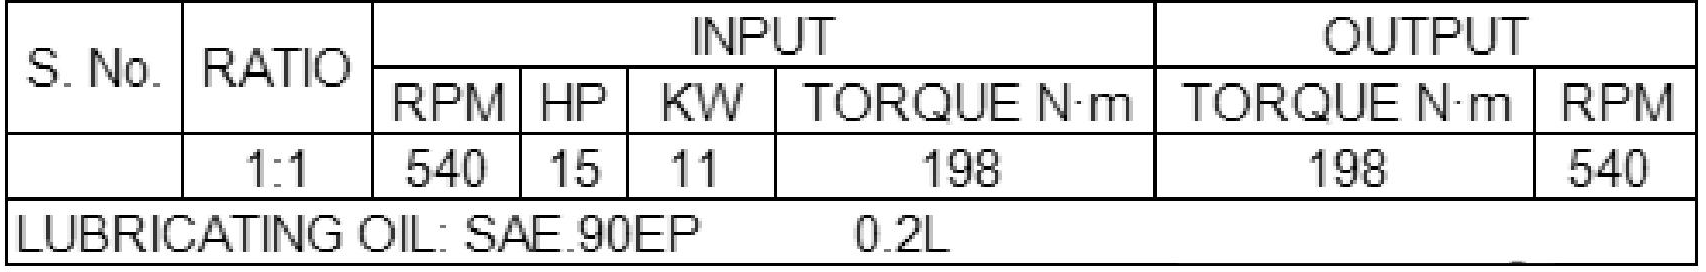 S. No. RATIO INPUT OUTPUT
RPM HP KW TORQUE N·m TORQUE N·m RPM
1:1 540 15 11 198 198 540
LUBRICATING OIL: SAE.90EP 0.2L